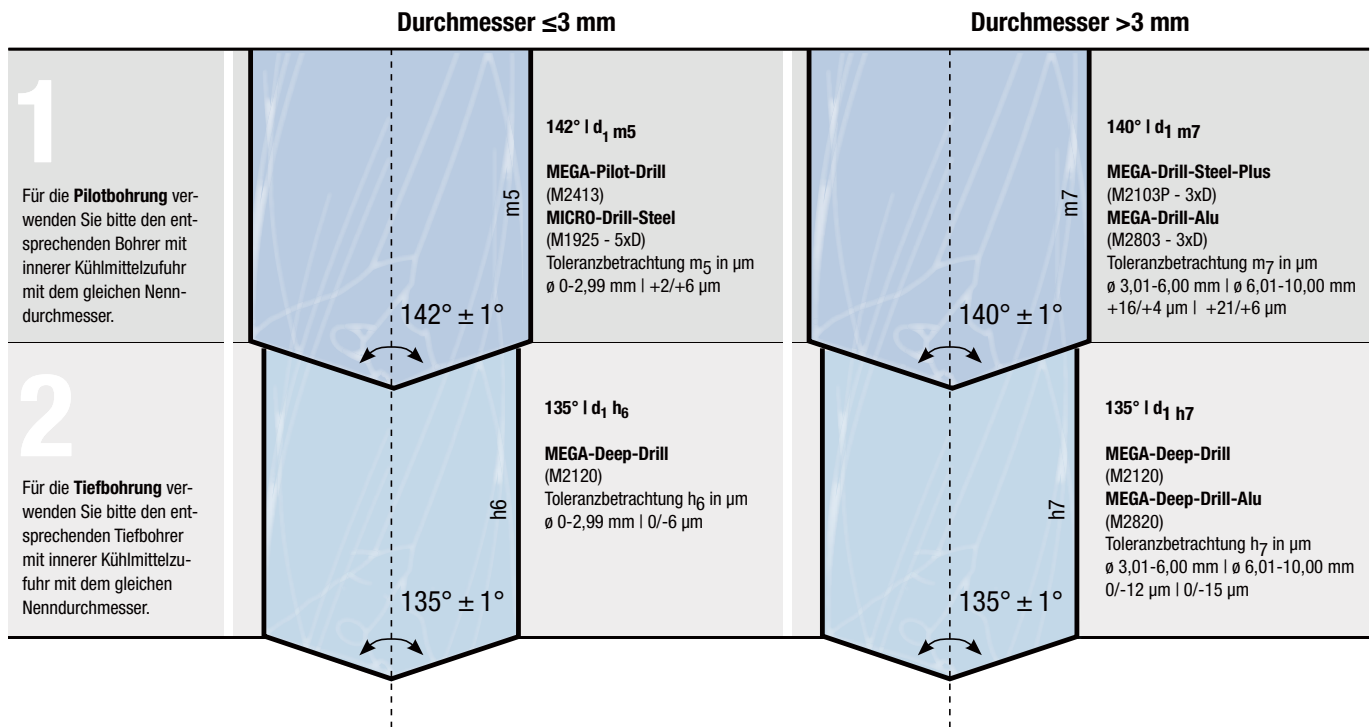 Durchmesser ≤3 mm
Durchmesser >3 mm
1
Für die Pilotbohrung ver-
wenden Sie bitte den ent-
sprechenden Bohrer mit
innerer Kühlmittelzufuhr
mit dem gleichen Nenn-
durchmesser.
m5
142° ± 1°
142° | d1 m5
MEGA-Pilot-Drill
(M2413)
MICRO-Drill-Steel
(M1925 - 5xD)
Toleranzbetrachtung m5 in µm
ø 0-2,99 mm | +2/+6 µm
m7
140° ± 1°
140° | d1 m7
MEGA-Drill-Steel-Plus
(M2103P - 3xD)
MEGA-Drill-Alu
(M2803 - 3xD)
Toleranzbetrachtung m7 in µm
ø 3,01-6,00 mm | ø 6,01-10,00 mm
+16/+4 µm | +21/+6 µm
2
Für die Tiefbohrung ver-
wenden Sie bitte den ent-
sprechenden Tiefbohrer
mit innerer Kühlmittelzu-
fuhr mit dem gleichen
Nenndurchmesser.
h6
135° ± 1°
135° | d1 h6
MEGA-Deep-Drill
(M2120)
Toleranzbetrachtung h6 in µm
ø 0-2,99 mm | 0/-6 µm
h7
135° ± 1°
135° | d1 h7
MEGA-Deep-Drill
(M2120)
MEGA-Deep-Drill-Alu
(M2820)
Toleranzbetrachtung h7 in µm
ø 3,01-6,00 mm | ø 6,01-10,00 mm
0/-12 µm | 0/-15 µm